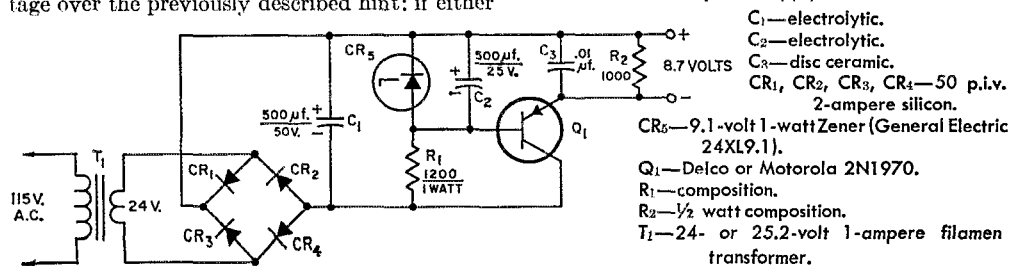 tage over the previously described hint; if either
CR5
500µf.
25 V.
C2
C3
.01
µf.
R2
1000
+
8.7 VOLTS
−
500µf.
50V.
+
−
C1
+
−
Q1
R1
1200
1 WATT
T1
115V.
A.C.
24V.
CR1
CR2
CR3
CR4
C1—electrolytic.
C2—electrolytic.
C3—disc ceramic.
CR1, CR2, CR3, CR4—50 p.i.v.
2-ampere silicon.
CR5—9.1-volt 1-watt Zener (General Electric
24XL9.1).
Q1—Delco or Motorola 2N1970.
R1—composition.
R2—½ watt composition.
T1—24- or 25.2-volt 1-ampere filamen
transformer.